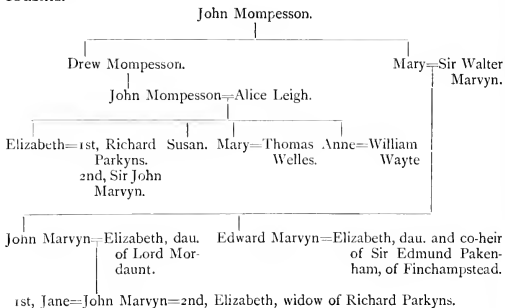 John Mompesson.
Drew Mompesson. Mary=Sir Walter
Marvyn.
John Mompesson=Alice Leigh.
Elizabeth=1st, Richard Susan. Mary=Thomas Anne=William
Parkyns. Welles. Wayte
2nd, Sir John
Marvyn.
John Marvyn=Elizabeth, dau. Edward Marvyn=Elizabeth, dau. and co-heir
of Lord Mor- of Sir Edmund Paken-
daunt. ham, of Finchampstead.
1st, Jane=John Marvyn=2nd, Elizabeth, widow of Richard Parkyns.